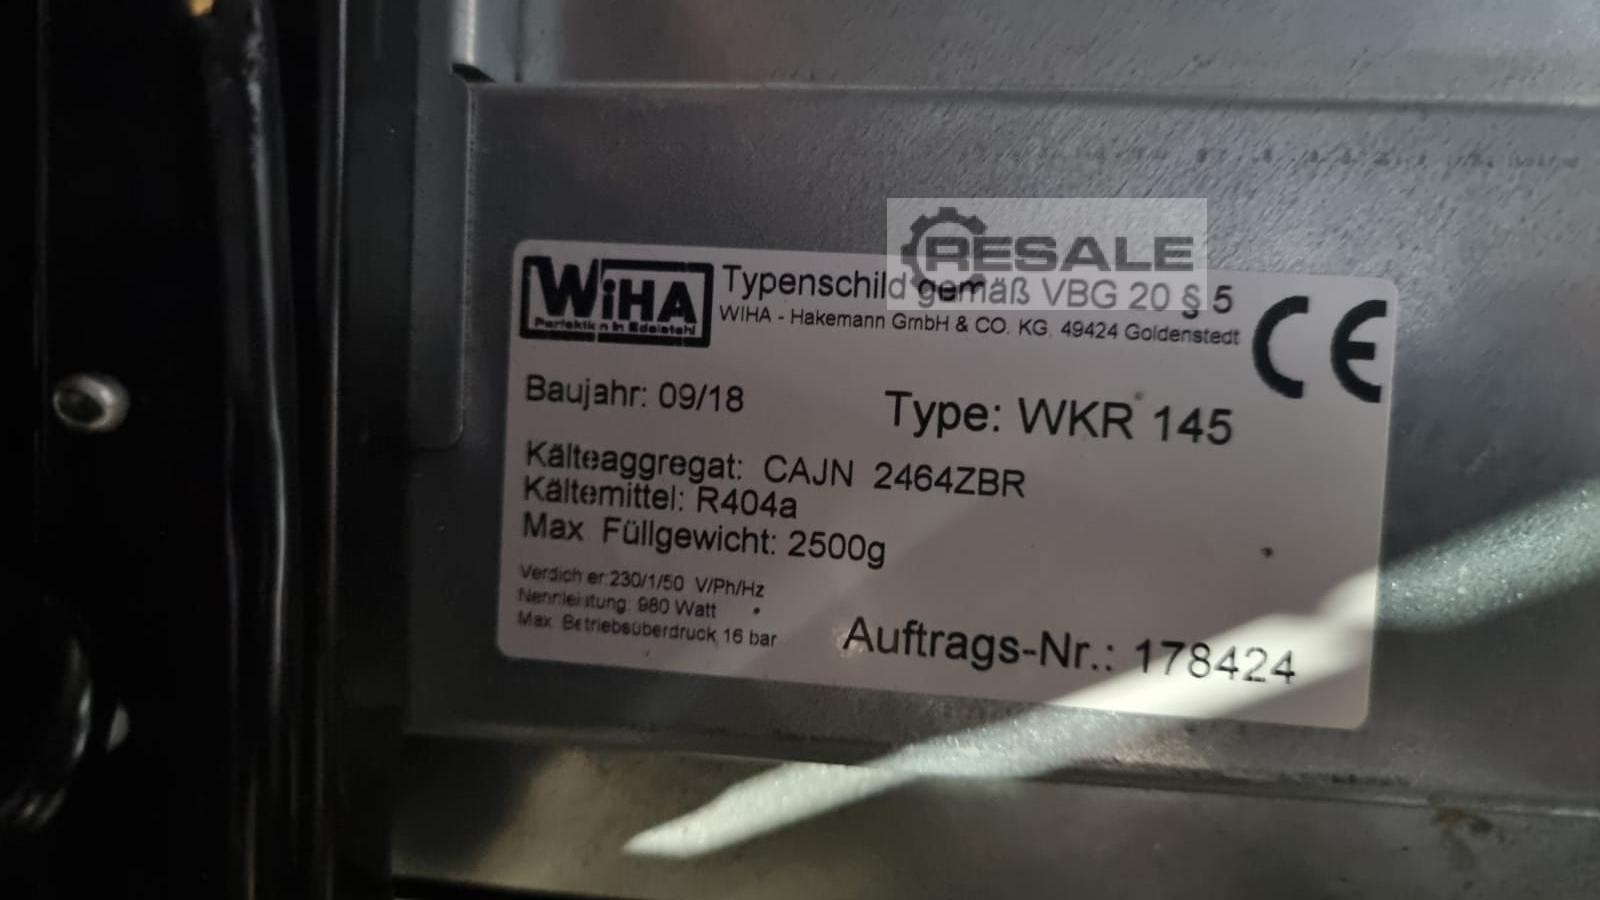 RESALE
WiHA
Perfektion in Edelstahl
Typenschild gemäß VBG 20 § 5
WIHA - Hakemann GmbH & CO. KG. 49424 Goldenstedt
CE
Baujahr: 09/18
Type: WKR 145
Kälteaggregat: CAJN 2464ZBR
Kältemittel: R404a
Max Füllgewicht: 2500g
Verdichter:230/1/50 V/Ph/Hz
Nennleistung: 980 Watt
Max. Betriebsüberdruck 16 bar
Auftrags-Nr.: 178424